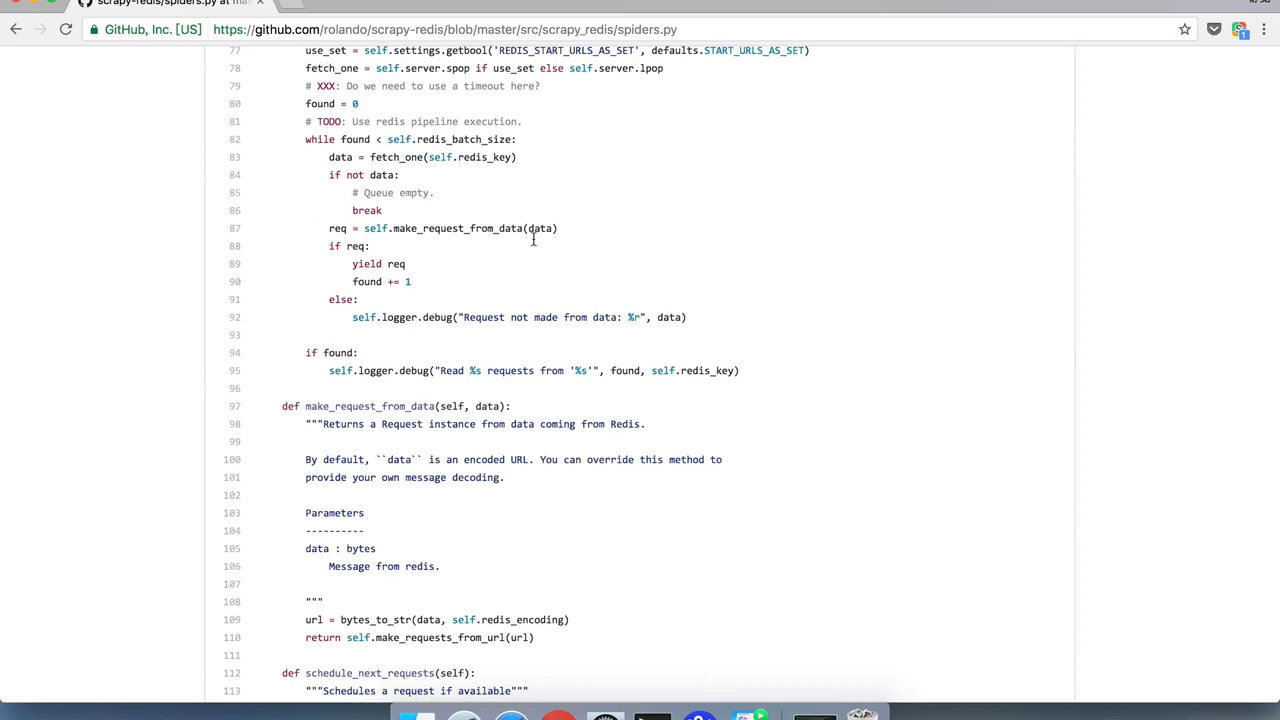 scrapy-redis/spiders.py at mas
GitHub, Inc. [US]
https://github.com/rolando/scrapy-redis/blob/master/src/scrapy_redis/spiders.py
1
77 use_set = self.settings.getbool('REDIS_START_URLS_AS_SET', defaults.START_URLS_AS_SET)
78 fetch_one = self.server.spop if use_set else self.server.lpop
79 # XXX: Do we need to use a timeout here?
80 found = 0
81 # TODO: Use redis pipeline execution.
82 while found < self.redis_batch_size:
83 data = fetch_one(self.redis_key)
84 if not data:
85 # Queue empty.
86 break
87 req = self.make_request_from_data(data)
88 if req:
89 yield req
90 found += 1
91 else:
92 self.logger.debug("Request not made from data: %r", data)
93
94 if found:
95 self.logger.debug("Read %s requests from '%s'", found, self.redis_key)
96
97 def make_request_from_data(self, data):
98 """Returns a Request instance from data coming from Redis.
99
100 By default, ``data`` is an encoded URL. You can override this method to
101 provide your own message decoding.
102
103 Parameters
104 ----------
105 data : bytes
106 Message from redis.
107
108 """
109 url = bytes_to_str(data, self.redis_encoding)
110 return self.make_requests_from_url(url)
111
112 def schedule_next_requests(self):
113 """Schedules a request if available"""